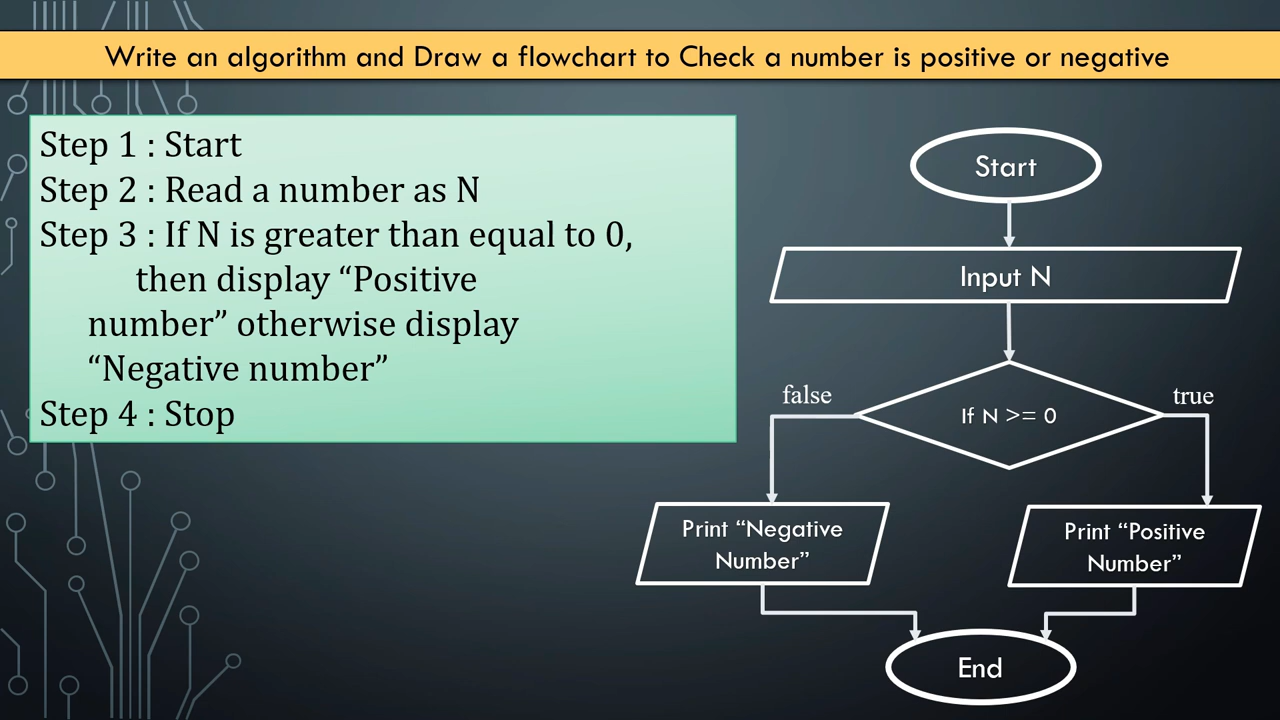 Write an algorithm and Draw a flowchart to Check a number is positive or negative
Step 1 : Start
Step 2 : Read a number as N
Step 3 : If N is greater than equal to 0,
then display “Positive
number” otherwise display
“Negative number”
Step 4 : Stop
Start
Input N
false
true
If N >= 0
Print “Negative
Number”
Print “Positive
Number”
End